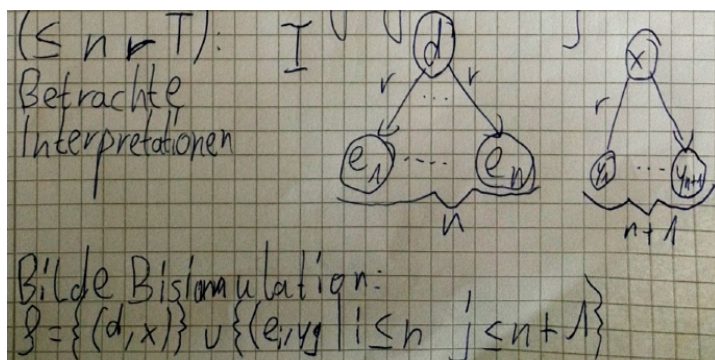 (≤ n r T): I
Betrachte
Interpretationen
d
x
r ... r
r
e1 ---- en
y1 ... yn+1
n
n+1
Bilde Bisimulation:
ρ = {(d,x)} ∪ {(ei,yj | i ≤ n j ≤ n + 1}